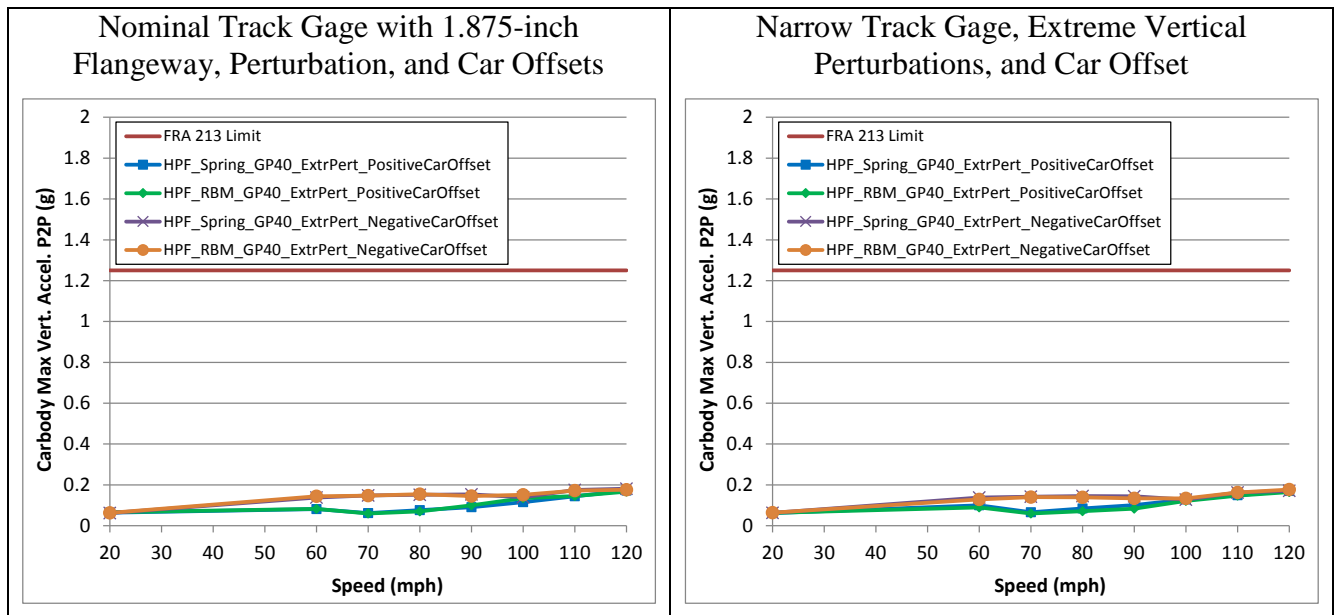 Nominal Track Gage with 1.875-inch
Flangeway, Perturbation, and Car Offsets
Carbody Max Vert. Accel. P2P (g)
2
1.8
1.6
1.4
1.2
1
0.8
0.6
0.4
0.2
0
FRA 213 Limit
HPF_Spring_GP40_ExtrPert_PositiveCarOffset
HPF_RBM_GP40_ExtrPert_PositiveCarOffset
HPF_Spring_GP40_ExtrPert_NegativeCarOffset
HPF_RBM_GP40_ExtrPert_NegativeCarOffset
20 30 40 50 60 70 80 90 100 110 120
Speed (mph)
Narrow Track Gage, Extreme Vertical
Perturbations, and Car Offset
Carbody Max Vert. Accel. P2P (g)
2
1.8
1.6
1.4
1.2
1
0.8
0.6
0.4
0.2
0
FRA 213 Limit
HPF_Spring_GP40_ExtrPert_PositiveCarOffset
HPF_RBM_GP40_ExtrPert_PositiveCarOffset
HPF_Spring_GP40_ExtrPert_NegativeCarOffset
HPF_RBM_GP40_ExtrPert_NegativeCarOffset
20 30 40 50 60 70 80 90 100 110 120
Speed (mph)